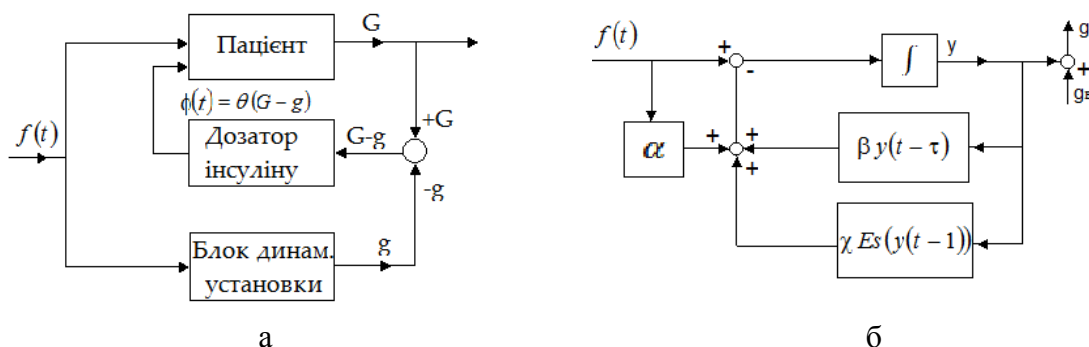 G
Пацієнт
f(t)
ϕ(t) = θ(G − g)
+G
G-g
Дозатор
інсуліну
-g
Блок динам.
установки
g
а
f(t)
+
-
∫
y
g
+
α
+
+
+
β y(t − τ)
χ Es(y(t − 1))
б